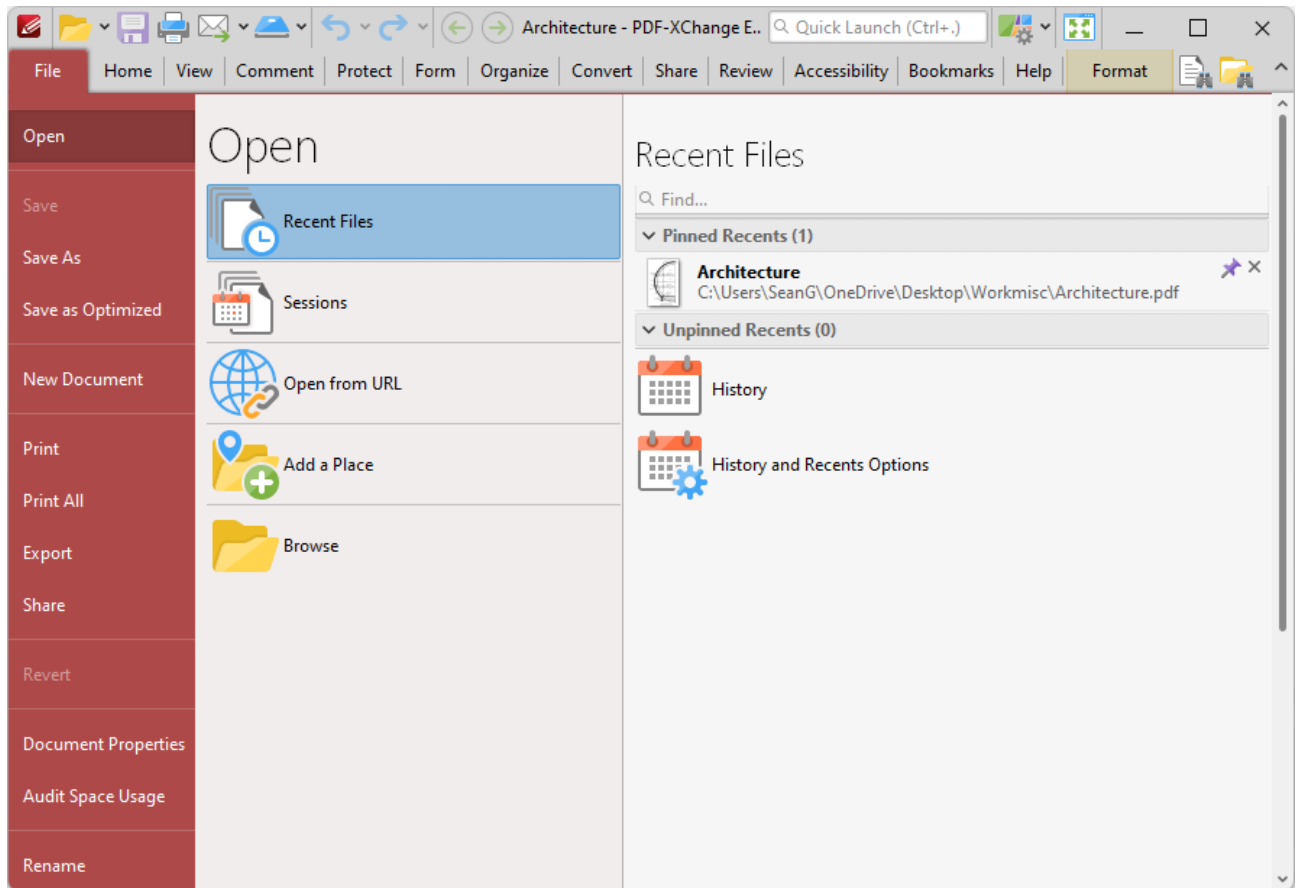 Architecture - PDF-XChange E..
Quick Launch (Ctrl+.)
File Home View Comment Protect Form Organize Convert Share Review Accessibility Bookmarks Help Format
Open
Save
Save As
Save as Optimized
New Document
Print
Print All
Export
Share
Revert
Document Properties
Audit Space Usage
Rename
Open
Recent Files
Sessions
Open from URL
Add a Place
Browse
Recent Files
Find...
Pinned Recents (1)
Architecture
C:\Users\SeanG\OneDrive\Desktop\Workmisc\Architecture.pdf
Unpinned Recents (0)
History
History and Recents Options